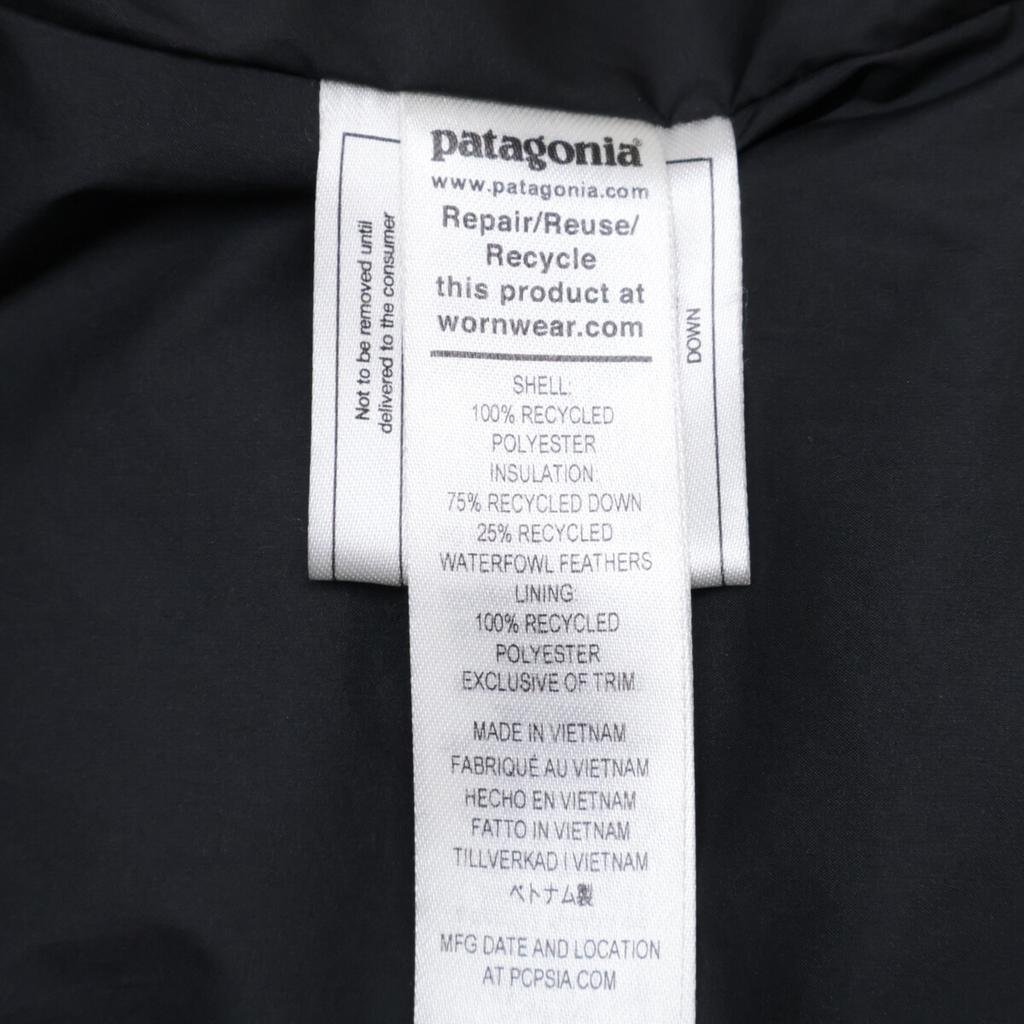 patagonia®
www.patagonia.com
Repair/Reuse/
Recycle
this product at
wornwear.com
SHELL:
100% RECYCLED
POLYESTER
INSULATION:
75% RECYCLED DOWN
25% RECYCLED
WATERFOWL FEATHERS
LINING:
100% RECYCLED
POLYESTER
EXCLUSIVE OF TRIM
MADE IN VIETNAM
FABRIQUÉ AU VIETNAM
HECHO EN VIETNAM
FATTO IN VIETNAM
TILLVERKAD I VIETNAM
ベトナム製
MFG DATE AND LOCATION
AT PCPSIA.COM
Not to be removed until
delivered to the consumer
DOWN